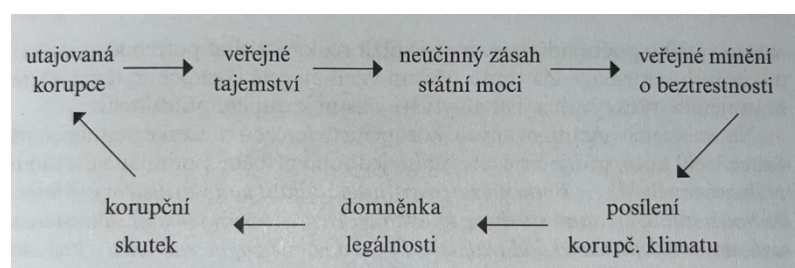 utajovaná
korupce
veřejné
tajemství
neúčinný zásah
státní moci
veřejné mínění
o beztrestnosti
posílení
korupč. klimatu
domněnka
legálnosti
korupční
skutek